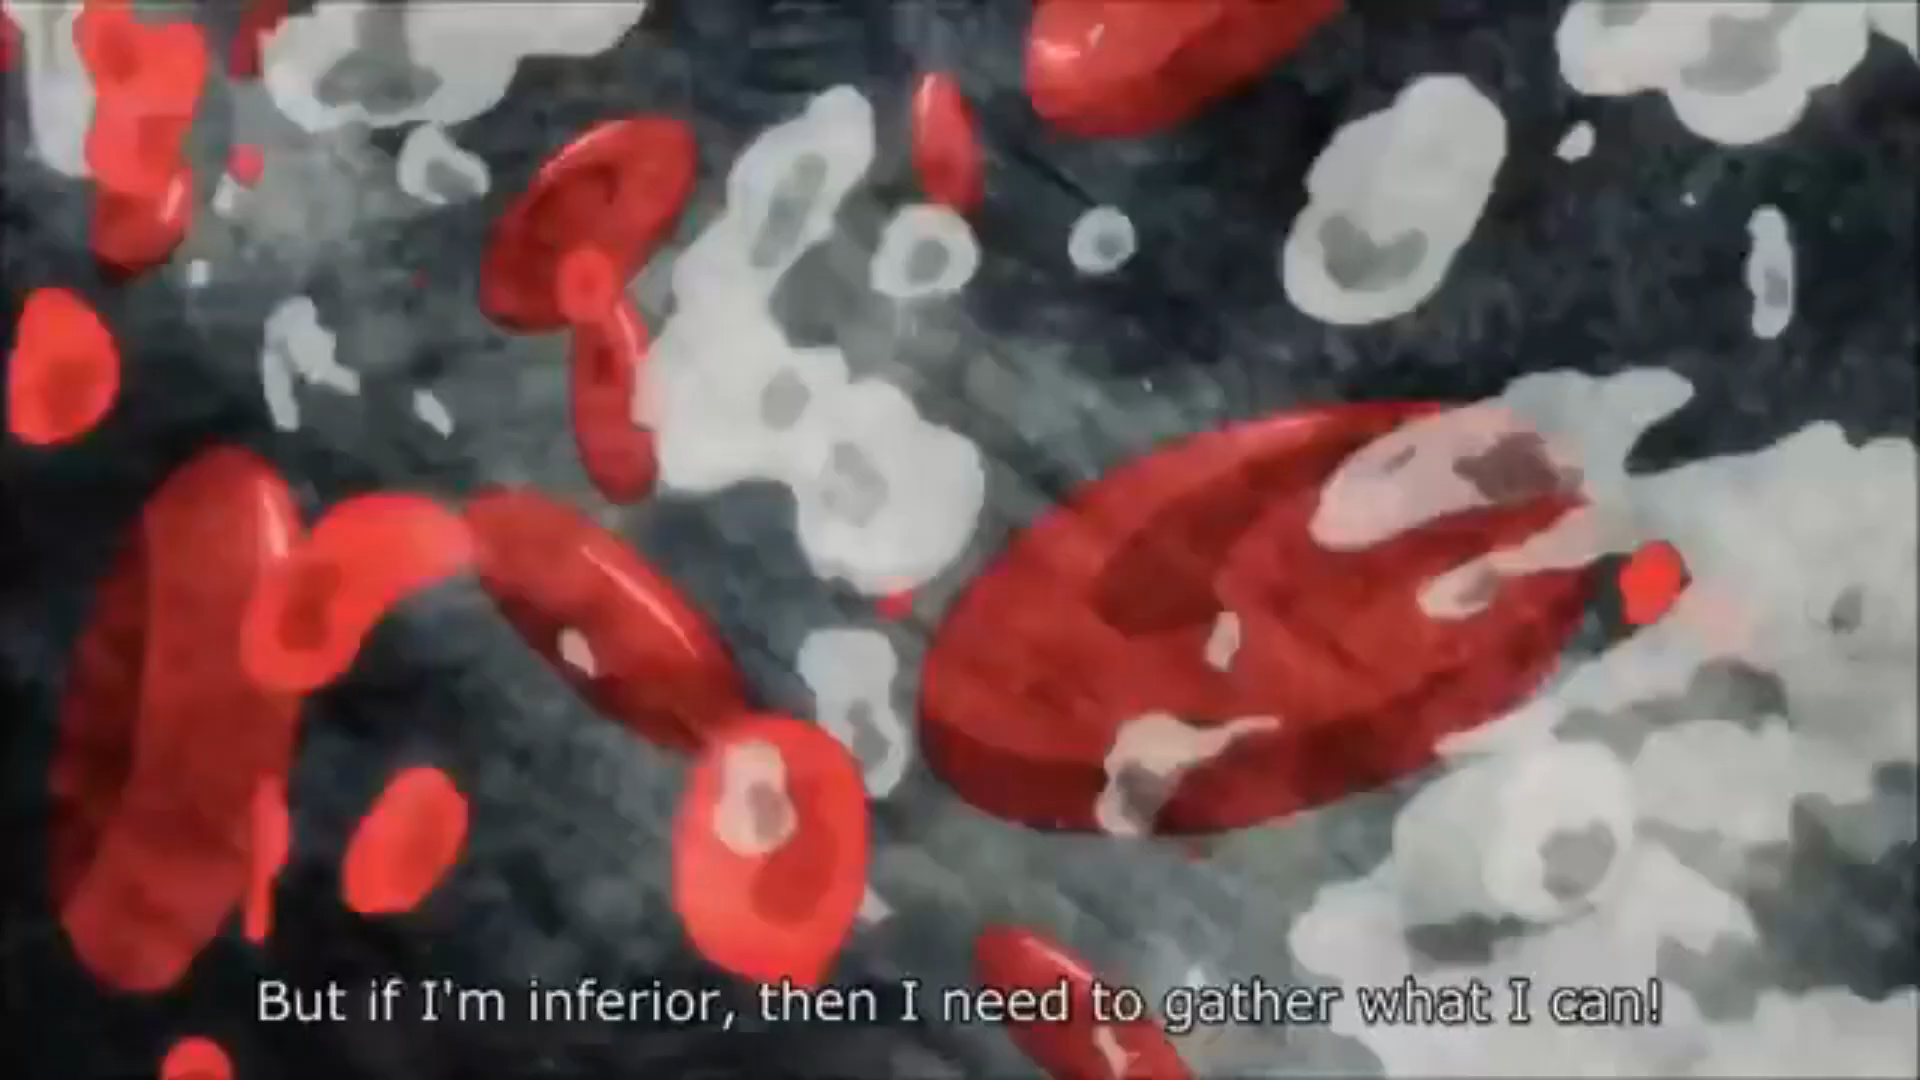 But if I'm inferior, then I need to gather what I can!